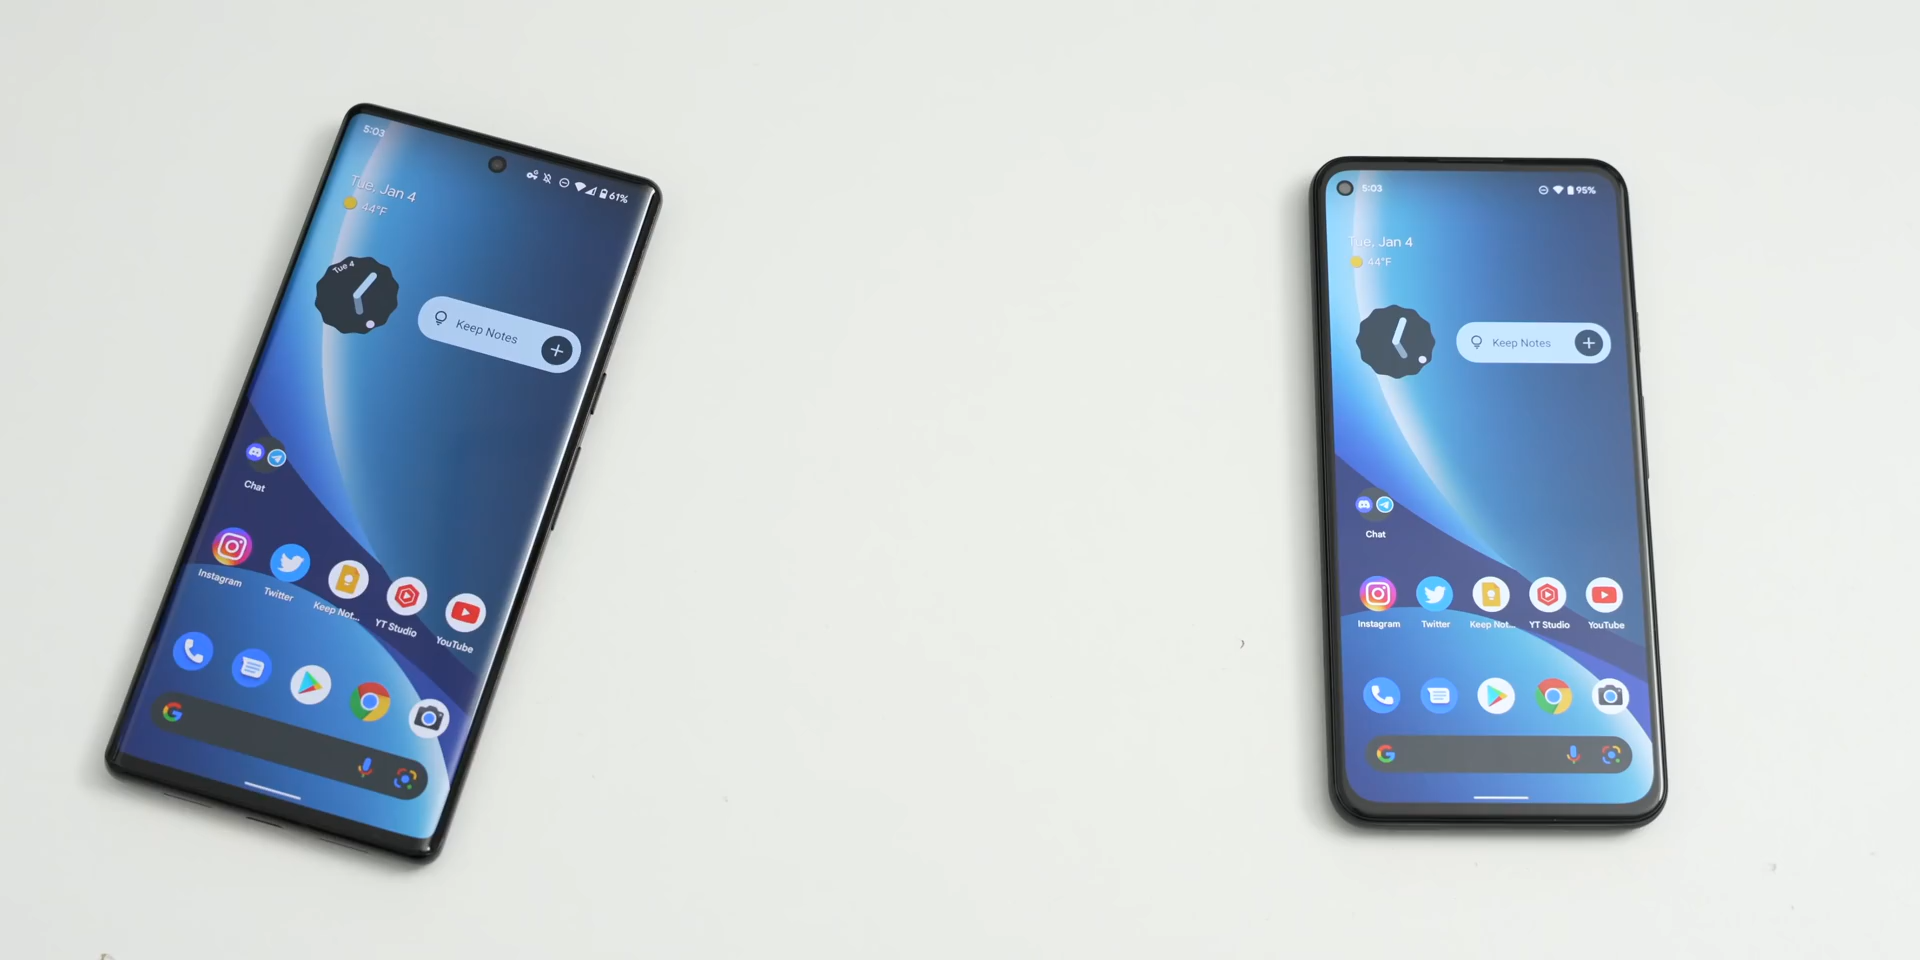 5:03
61%
Tue, Jan 4
44°F
Tue 4
Keep Notes
Chat
Instagram
Twitter
Keep Not...
YT Studio
YouTube
5:03
95%
Tue, Jan 4
44°F
Keep Notes
Chat
Instagram
Twitter
Keep Not...
YT Studio
YouTube